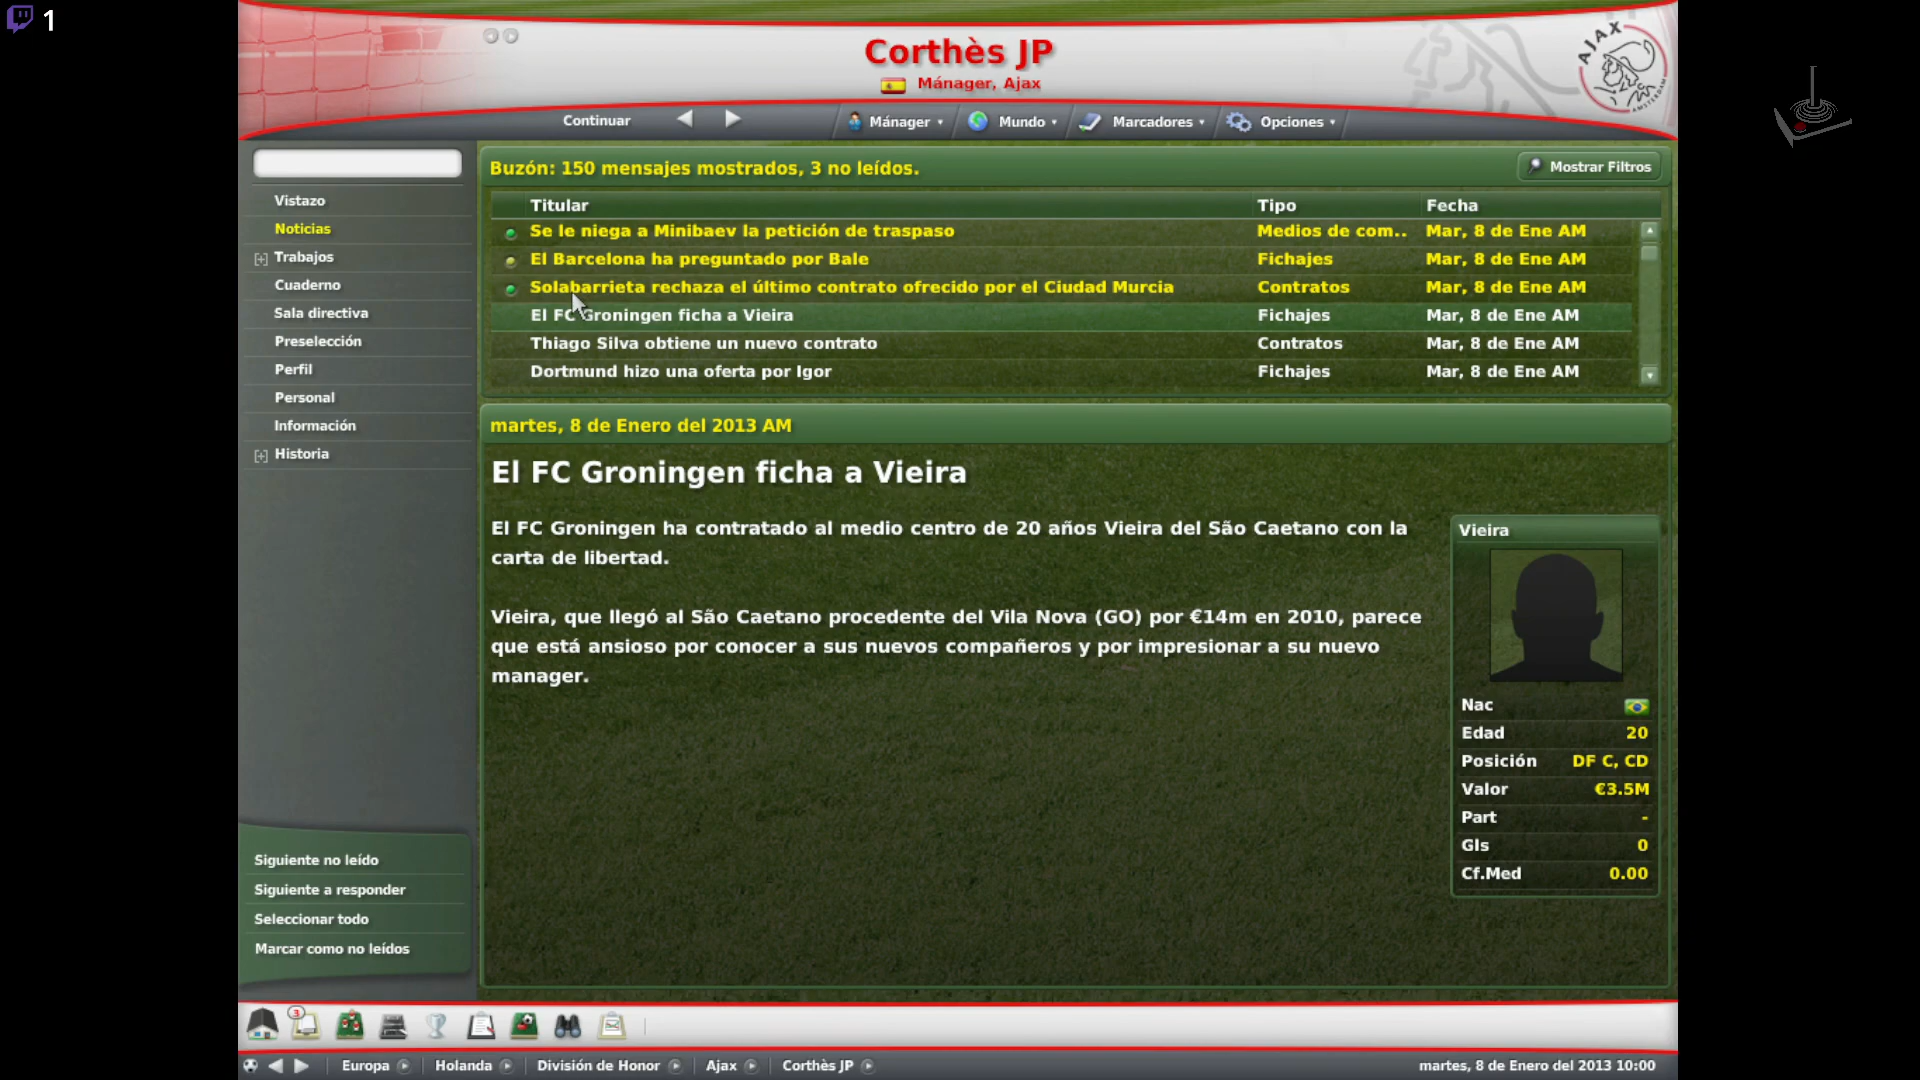 1
Corthès JP
Mánager, Ajax
AJAX
AMSTERDAM
Continuar
Mánager
Mundo
Marcadores
Opciones
Vistazo
Noticias
Trabajos
Cuaderno
Sala directiva
Preselección
Perfil
Personal
Información
Historia
Buzón: 150 mensajes mostrados, 3 no leídos.
Mostrar Filtros
Titular Tipo Fecha
Se le niega a Minibaev la petición de traspaso Medios de com.. Mar, 8 de Ene AM
El Barcelona ha preguntado por Bale Fichajes Mar, 8 de Ene AM
Solabarrieta rechaza el último contrato ofrecido por el Ciudad Murcia Contratos Mar, 8 de Ene AM
El FC Groningen ficha a Vieira Fichajes Mar, 8 de Ene AM
Thiago Silva obtiene un nuevo contrato Contratos Mar, 8 de Ene AM
Dortmund hizo una oferta por Igor Fichajes Mar, 8 de Ene AM
martes, 8 de Enero del 2013 AM
El FC Groningen ficha a Vieira
El FC Groningen ha contratado al medio centro de 20 años Vieira del São Caetano con la
carta de libertad.
Vieira, que llegó al São Caetano procedente del Vila Nova (GO) por €14m en 2010, parece
que está ansioso por conocer a sus nuevos compañeros y por impresionar a su nuevo
manager.
Vieira
Nac
Edad 20
Posición DF C, CD
Valor €3.5M
Part -
Gls 0
Cf.Med 0.00
Siguiente no leído
Siguiente a responder
Seleccionar todo
Marcar como no leídos
3
Europa
Holanda
División de Honor
Ajax
Corthès JP
martes, 8 de Enero del 2013 10:00